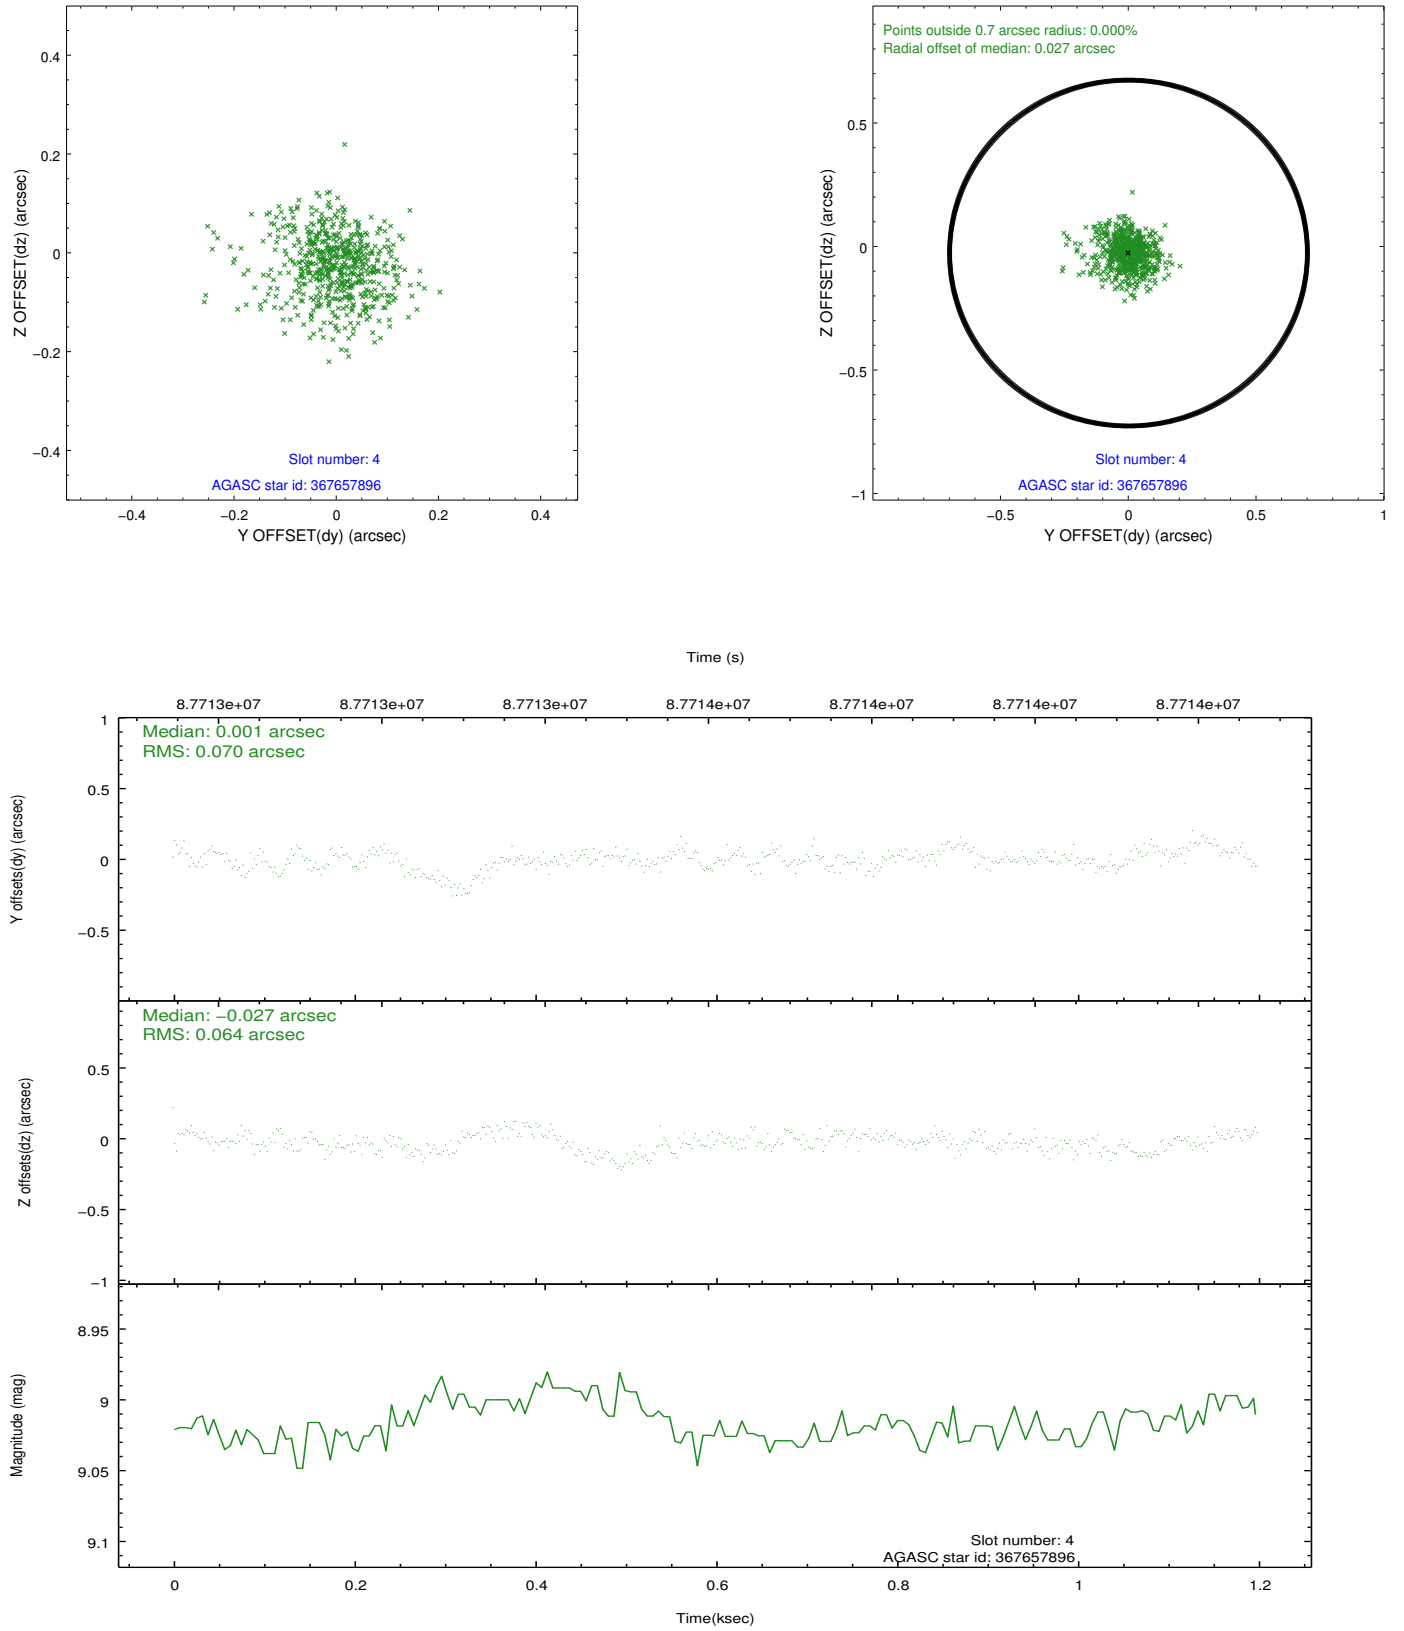 0.4
0.2
0
−0.2
−0.4
Z OFFSET(dz) (arcsec)
Slot number: 4
AGASC star id: 367657896
−0.4
−0.2
0
0.2
0.4
Y OFFSET(dy) (arcsec)
Points outside 0.7 arcsec radius: 0.000%
Radial offset of median: 0.027 arcsec
0.5
0
−0.5
−1
Z OFFSET(dz) (arcsec)
Slot number: 4
AGASC star id: 367657896
−0.5
0
0.5
1
Y OFFSET(dy) (arcsec)
Time (s)
8.7713e+07
8.7713e+07
8.7713e+07
8.7714e+07
8.7714e+07
8.7714e+07
8.7714e+07
Median: 0.001 arcsec
RMS: 0.070 arcsec
1
0.5
0
−0.5
Y offsets(dy) (arcsec)
Median: −0.027 arcsec
RMS: 0.064 arcsec
0.5
0
−0.5
−1
Z offsets(dz) (arcsec)
8.95
9
9.05
9.1
Magnitude (mag)
Slot number: 4
AGASC star id: 367657896
0
0.2
0.4
0.6
0.8
1
1.2
Time(ksec)